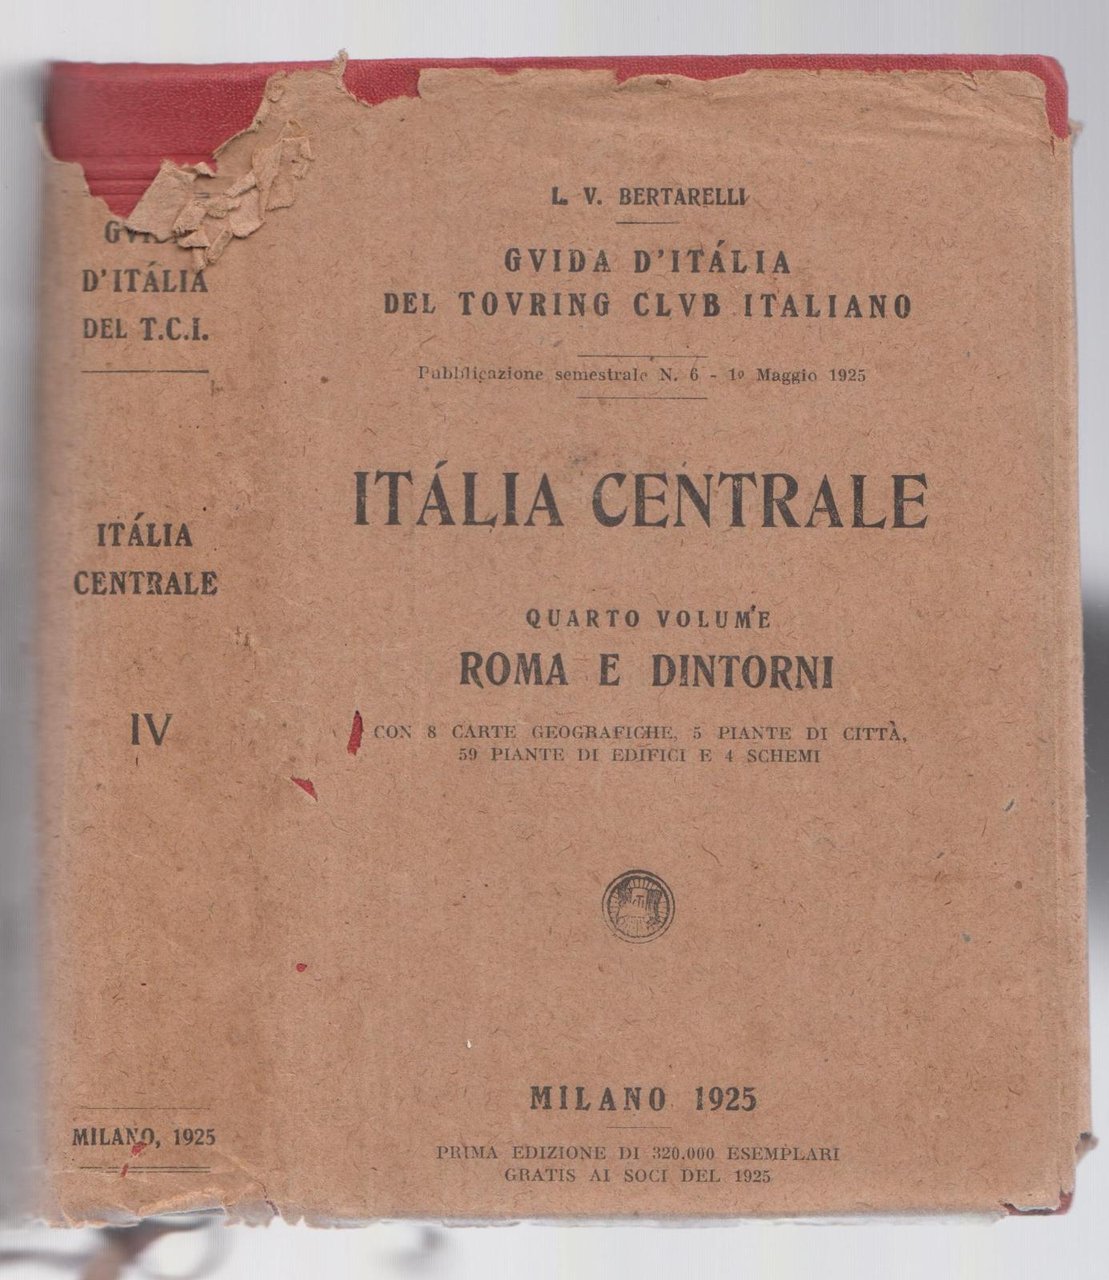 GVIDA
D'ITÁLIA
DEL T.C.I.
ITÁLIA
CENTRALE
IV
MILANO, 1925
L. V. BERTARELLI
GVIDA D'ITÁLIA
DEL TOVRING CLVB ITALIANO
Pubblicazione semestrale N. 6 - 1º Maggio 1925
ITÁLIA CENTRALE
QUARTO VOLUME
ROMA E DINTORNI
CON 8 CARTE GEOGRAFICHE, 5 PIANTE DI CITTÀ,
59 PIANTE DI EDIFICI E 4 SCHEMI
MILANO 1925
PRIMA EDIZIONE DI 320.000 ESEMPLARI
GRATIS AI SOCI DEL 1925